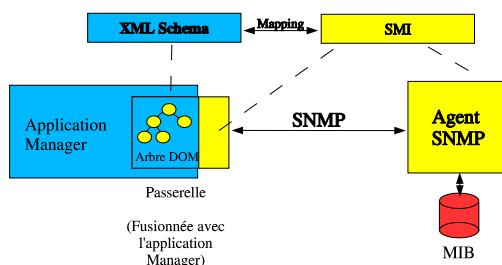 XML Schema
Mapping
SMI
Application
Manager
Arbre DOM
SNMP
Agent
SNMP
Passerelle
(Fusionnée avec
l'application
Manager)
MIB